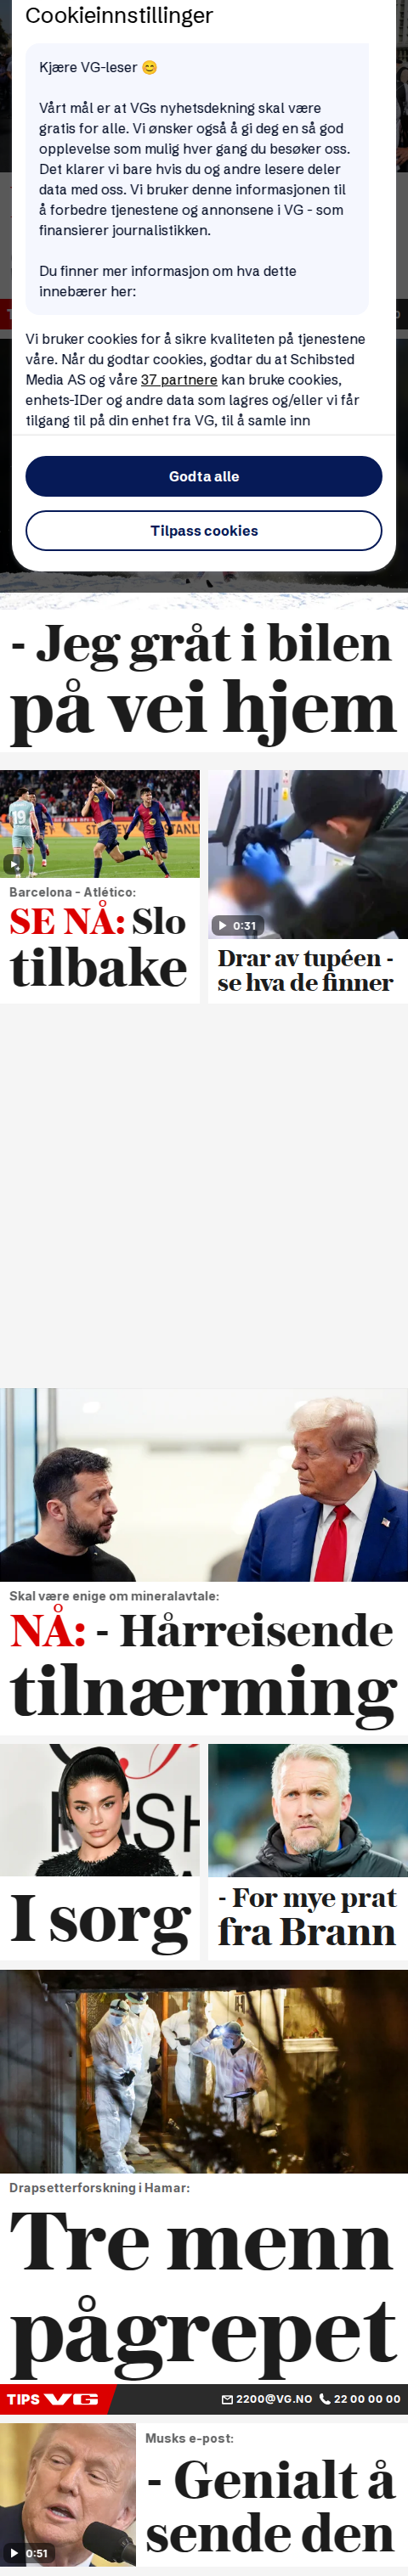 Cookieinnstillinger
Kjære VG-leser 😊
Vårt mål er at VGs nyhetsdekning skal være
gratis for alle. Vi ønsker også å gi deg en så god
opplevelse som mulig hver gang du besøker oss.
Det klarer vi bare hvis du og andre lesere deler
data med oss. Vi bruker denne informasjonen til
å forbedre tjenestene og annonsene i VG - som
finansierer journalistikken.
Du finner mer informasjon om hva dette
innebærer her:
Vi bruker cookies for å sikre kvaliteten på tjenestene
våre. Når du godtar cookies, godtar du at Schibsted
Media AS og våre 37 partnere kan bruke cookies,
enhets-IDer og andre data som lagres og/eller vi får
tilgang til på din enhet fra VG, til å samle inn
Godta alle
Tilpass cookies
- Jeg gråt i bilen
på vei hjem
Barcelona - Atlético:
SE NÅ: Slo
tilbake
0:31
Drar av tupéen -
se hva de finner
Skal være enige om mineralavtale:
NÅ: - Hårreisende
tilnærming
I sorg
- For mye prat
fra Brann
Drapsetterforskning i Hamar:
Tre menn
pågrepet
TIPS VG 2200@VG.NO 22 00 00 00
0:51
Musks e-post:
- Genialt å
sende den